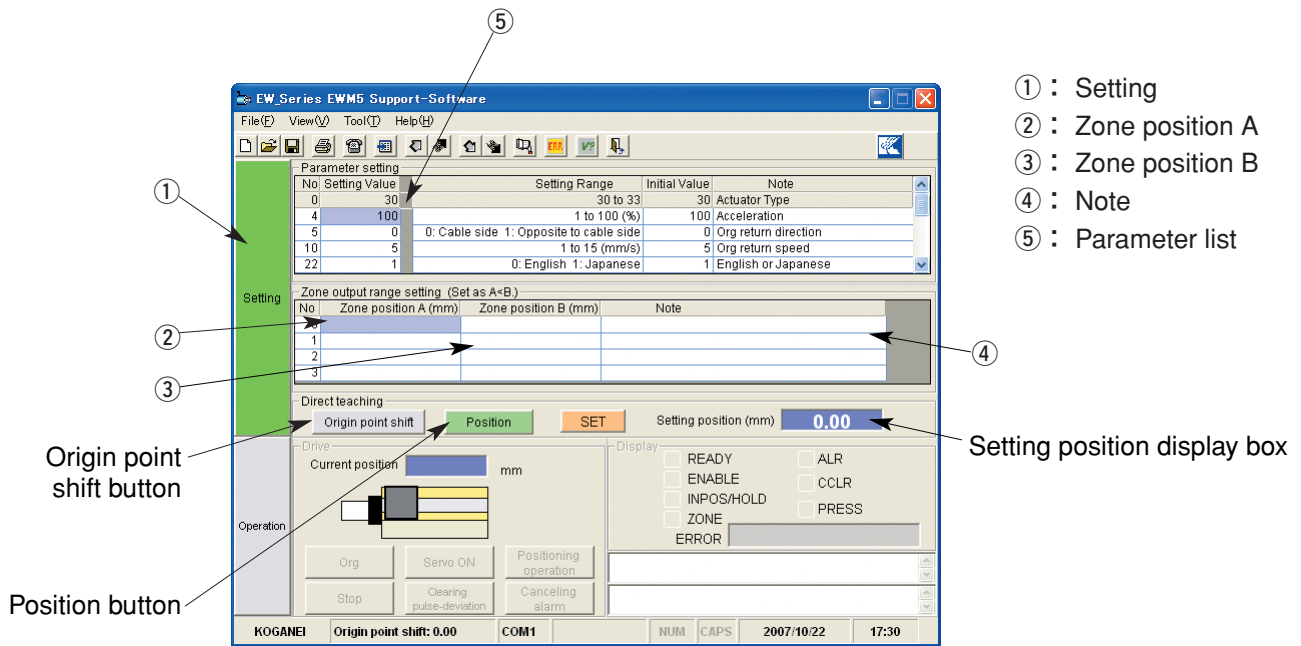 ⑤
EW_Series EWM5 Support-Software
File(F) View(V) Tool(T) Help(H)
ERR V?
Parameter setting
No Setting Value Setting Range Initial Value Note
0 30 30 to 33 30 Actuator Type
4 100 1 to 100 (%) 100 Acceleration
5 0 0: Cable side 1: Opposite to cable side 0 Org return direction
10 5 1 to 15 (mm/s) 5 Org return speed
22 1 0: English 1: Japanese 1 English or Japanese
①
Setting
Zone output range setting (Set as A<B.)
No Zone position A (mm) Zone position B (mm) Note
1
2
3
②
③
④
Direct teaching
Origin point shift Position SET Setting position (mm) 0.00
Drive
Current position mm
Operation
Org Servo ON Positioning operation
Stop Clearing pulse-deviation Canceling alarm
Display
READY ALR
ENABLE CCLR
INPOS/HOLD PRESS
ZONE
ERROR
KOGANEI Origin point shift: 0.00 COM1 NUM CAPS 2007/10/22 17:30
Origin point
shift button
Position button
Setting position display box
①： Setting
②： Zone position A
③： Zone position B
④： Note
⑤： Parameter list